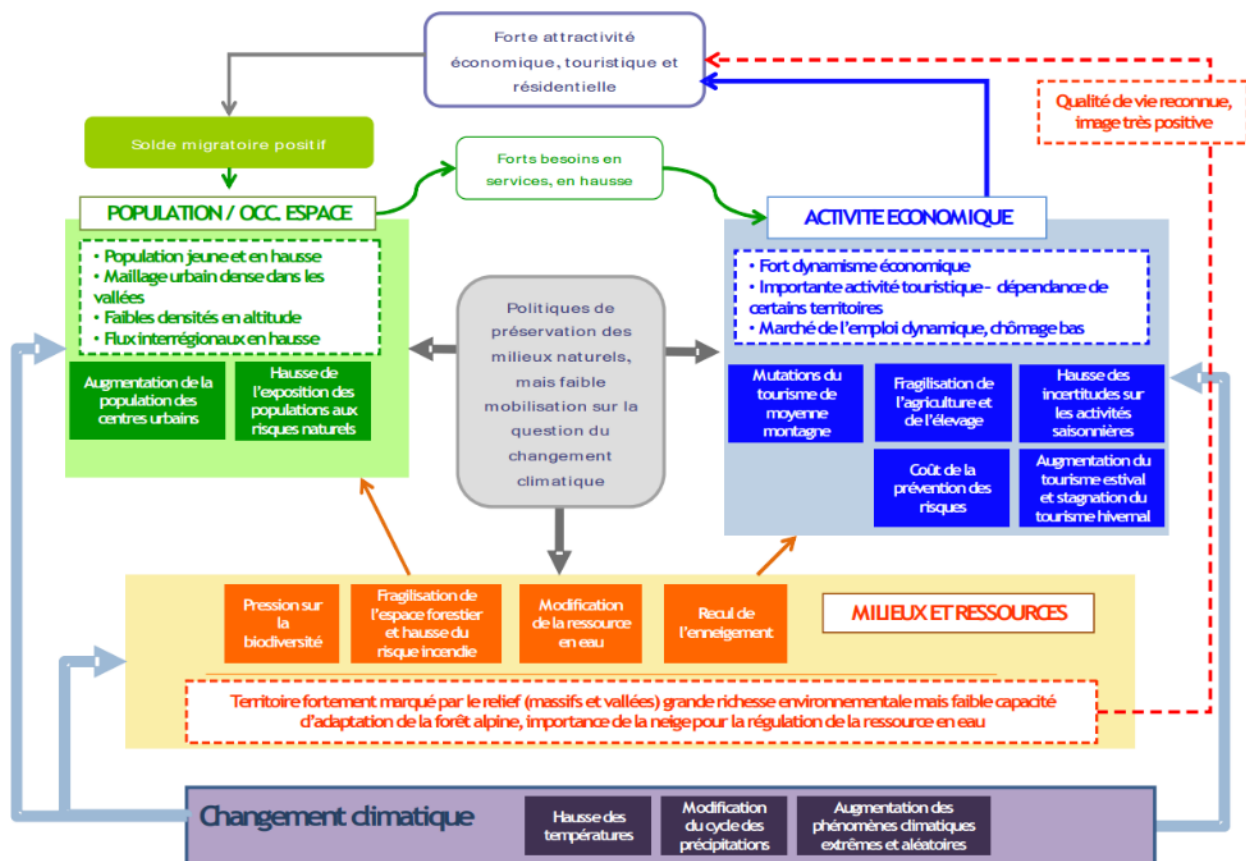 Forte attractivité
économique, touristique et
résidentielle
Qualité de vie reconnue,
image très positive
Solde migratoire positif
Forts besoins en
services, en hausse
POPULATION / OCC. ESPACE
• Population jeune et en hausse
• Maillage urbain dense dans les
vallées
• Faibles densités en altitude
• Flux interrégionaux en hausse
Augmentation de la
population des
centres urbains
Hausse de
l'exposition des
populations aux
risques naturels
Politiques de
préservation des
milieux naturels,
mais faible
mobilisation sur la
question du
changement
climatique
ACTIVITE ECONOMIQUE
• Fort dynamisme économique
• Importante activité touristique - dépendance de
certains territoires
• Marché de l'emploi dynamique, chômage bas
Mutations du
tourisme de
moyenne
montagne
Fragilisation de
l'agriculture et
de l'élevage
Hausse des
incertitudes sur
les activités
saisonnières
Coût de la
prévention des
risques
Augmentation du
tourisme estival
et stagnation du
tourisme hivernal
Pression sur
la
biodiversité
Fragilisation de
l'espace forestier
et hausse du
risque incendie
Modification
de la ressource
en eau
Recul de
l'enneigement
MILIEUX ET RESSOURCES
Territoire fortement marqué par le relief (massifs et vallées) grande richesse environnementale mais faible capacité
d'adaptation de la forêt alpine, importance de la neige pour la régulation de la ressource en eau
Changement climatique
Hausse des
températures
Modification
du cycle des
précipitations
Augmentation des
phénomènes climatiques
extrêmes et aléatoires